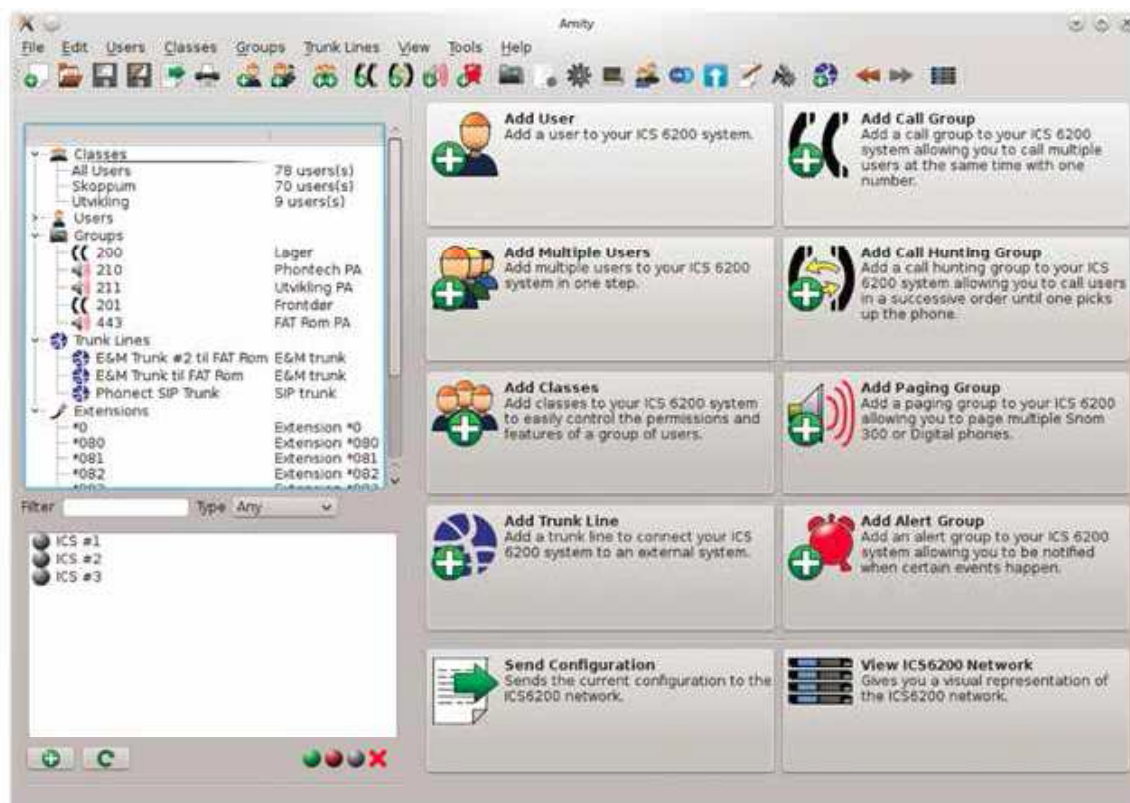 Amity
File Edit Users Classes Groups Trunk Lines View Tools Help
Classes
All Users 78 users(s)
Skoppum 70 users(s)
Utvikling 9 users(s)
Users
Groups
200 Lager
210 Phontech PA
211 Utvikling PA
201 Frontdør
443 FAT Rom PA
Trunk Lines
E&M Trunk #2 til FAT Rom E&M trunk
E&M Trunk til FAT Rom E&M trunk
Phonect SIP Trunk SIP trunk
Extensions
*0 Extension *0
*080 Extension *080
*081 Extension *081
*082 Extension *082
Filter Type Any
ICS #1
ICS #2
ICS #3
Add User
Add a user to your ICS 6200 system.
Add Call Group
Add a call group to your ICS 6200
system allowing you to call multiple
users at the same time with one
number.
Add Multiple Users
Add multiple users to your ICS 6200
system in one step.
Add Call Hunting Group
Add a call hunting group to your ICS
6200 system allowing you to call users
in a successive order until one picks
up the phone.
Add Classes
Add classes to your ICS 6200 system
to easily control the permissions and
features of a group of users.
Add Paging Group
Add a paging group to your ICS 6200
allowing you to page multiple Snom
300 or Digital phones.
Add Trunk Line
Add a trunk line to connect your ICS
6200 system to an external system.
Add Alert Group
Add an alert group to your ICS 6200
system allowing you to be notified
when certain events happen.
Send Configuration
Sends the current configuration to the
ICS6200 network.
View ICS6200 Network
Gives you a visual representation of
the ICS6200 network.